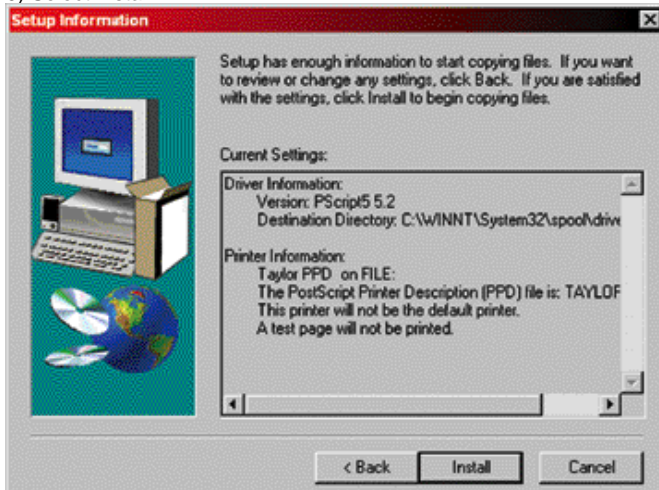 Setup Information
Setup has enough information to start copying files. If you want
to review or change any settings, click Back. If you are satisfied
with the settings, click Install to begin copying files.
Current Settings:
Driver Information:
Version: PScript5 5.2
Destination Directory: C:\WINNT\System32\spool\drive
Printer Information:
Taylor PPD on FILE:
The PostScript Printer Description (PPD) file is: TAYLOF
This printer will not be the default printer.
A test page will not be printed.
< Back
Install
Cancel